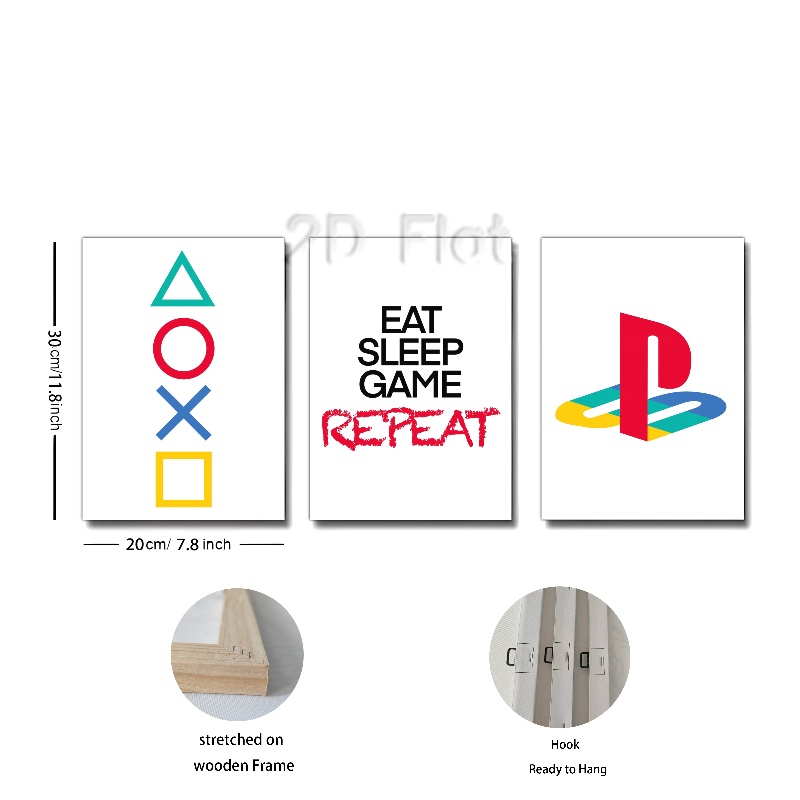 2D Flat
EAT
SLEEP
GAME
REPEAT
30cm/11.8inch
20cm/ 7.8 inch
stretched on
wooden Frame
Hook
Ready to Hang